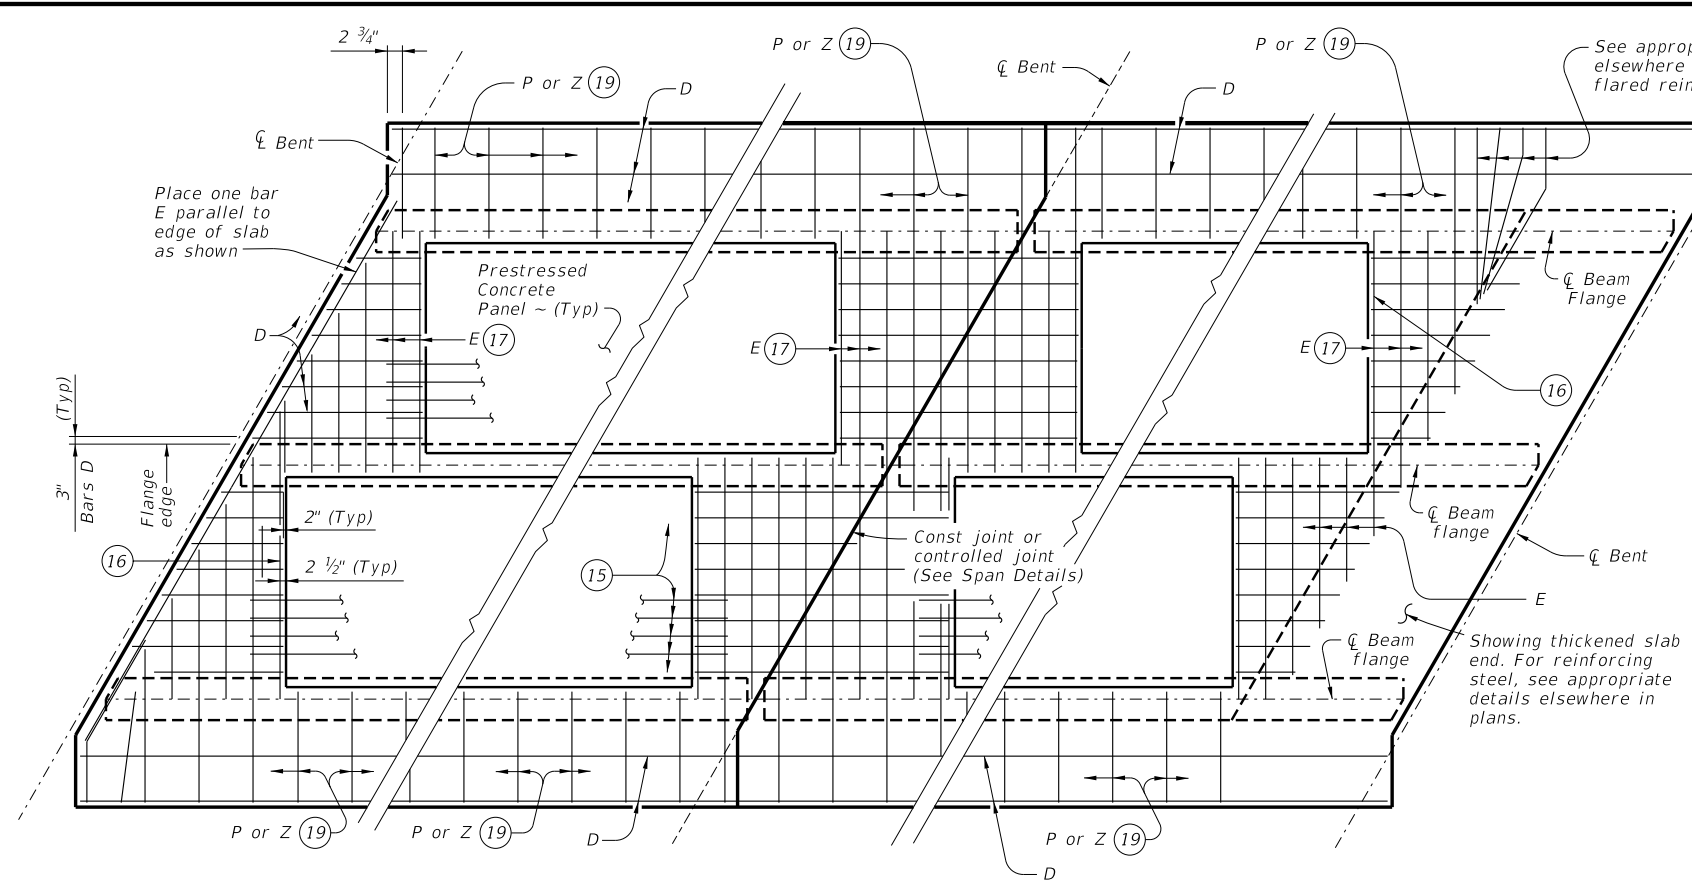 2 ¾"
P or Z 19
D
P or Z 19
℄ Bent
D
P or Z 19
See approp
elsewhere
flared rein
℄ Bent
Place one bar
E parallel to
edge of slab
as shown
Prestressed
Concrete
Panel ~ (Typ)
℄ Beam
Flange
D
E 17
E 17
E 17
16
(Typ)
3"
Bars D
Flange
edge
2" (Typ)
16
2 ½" (Typ)
15
Const joint or
controlled joint
(See Span Details)
℄ Beam
flange
℄ Bent
E
℄ Beam
flange
Showing thickened slab
end. For reinforcing
steel, see appropriate
details elsewhere in
plans.
P or Z 19
P or Z 19
D
P or Z 19
D